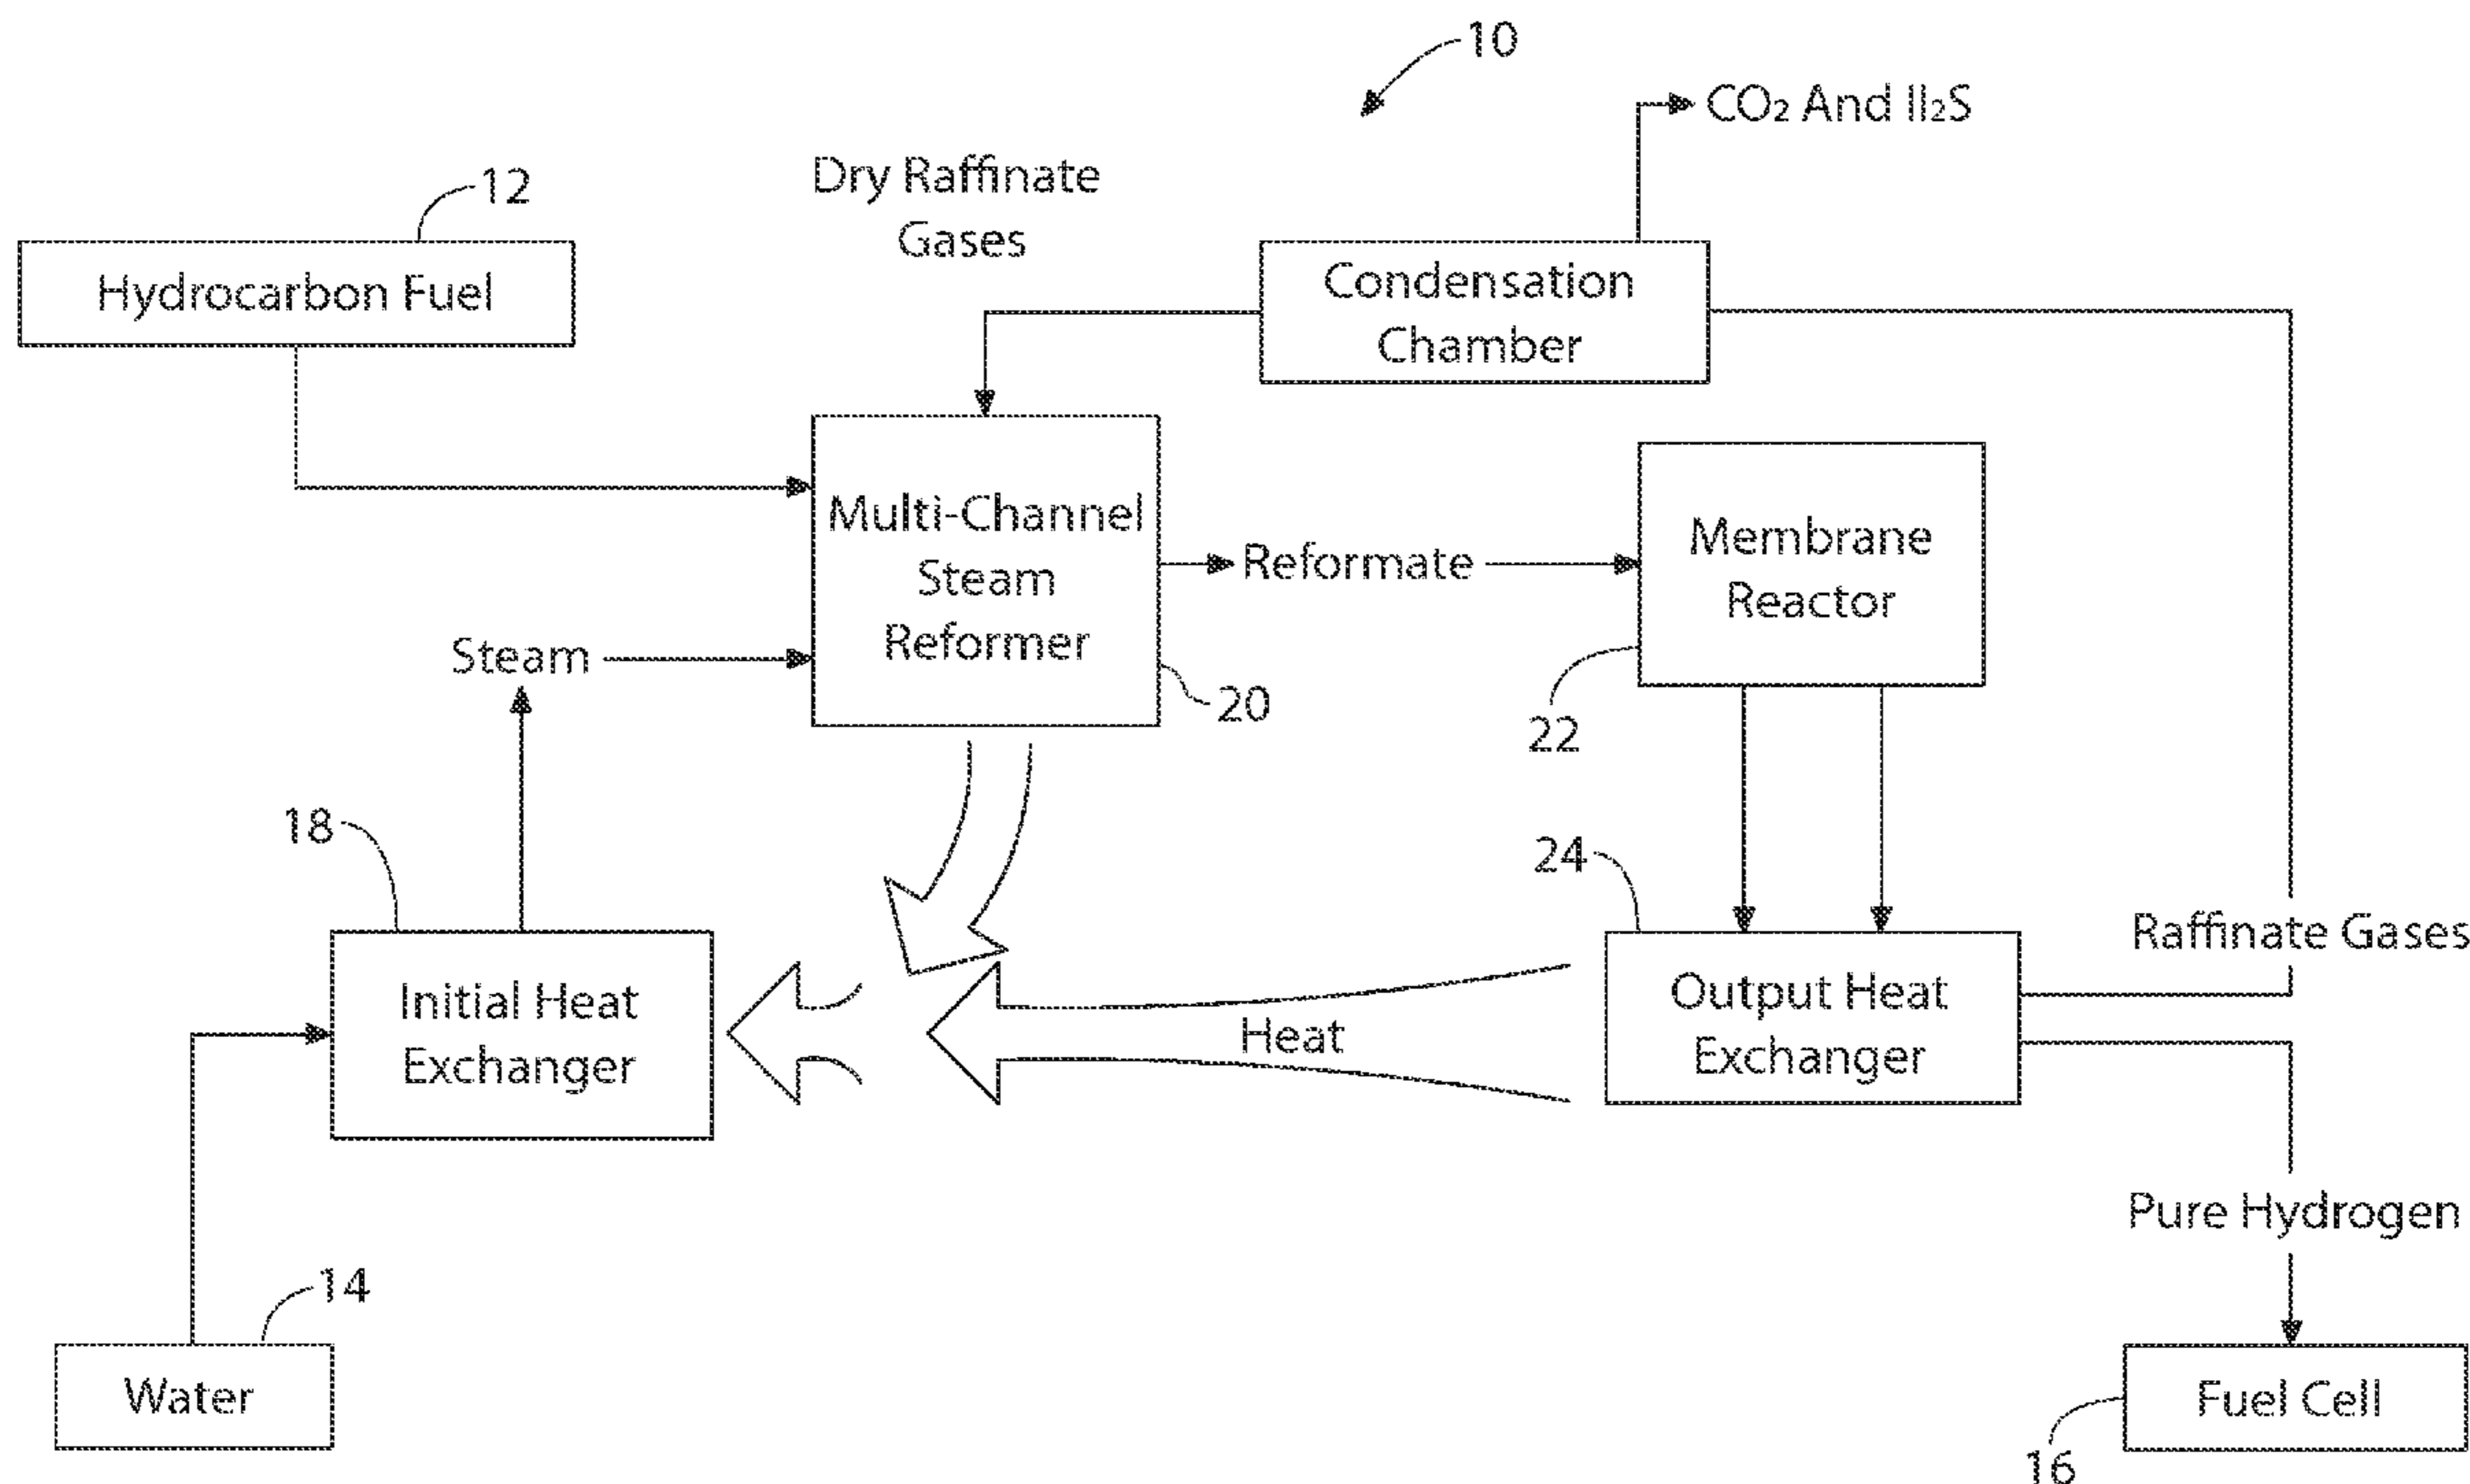 10
CO₂ And II₂S
Dry Raffinate
Gases
12
Hydrocarbon Fuel
Condensation
Chamber
Multi-Channel
Steam
Reformer
Reformate
Membrane
Reactor
Steam
20
22
18
24
Raffinate Gases
Initial Heat
Exchanger
Heat
Output Heat
Exchanger
Pure Hydrogen
14
Water
Fuel Cell
16